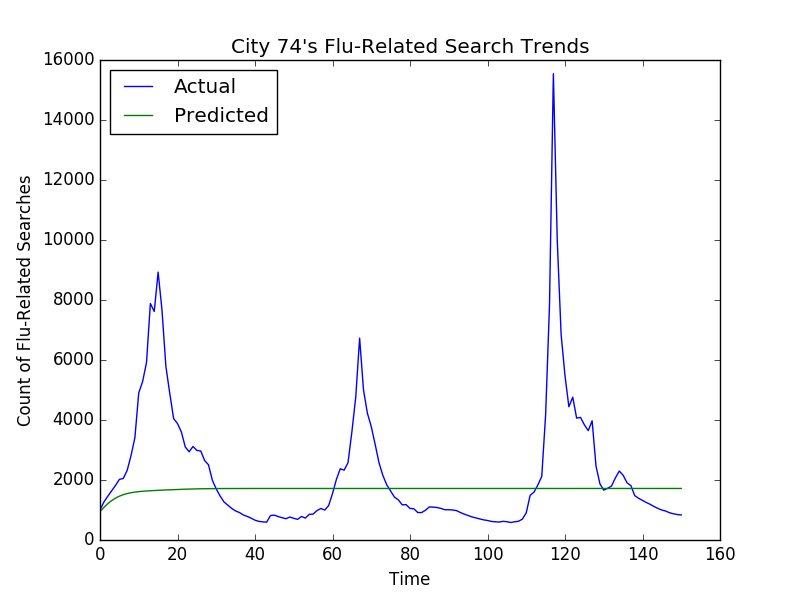 City 74's Flu-Related Search Trends
Actual
Predicted
16000
14000
12000
10000
8000
6000
4000
2000
0
Count of Flu-Related Searches
0 20 40 60 80 100 120 140 160
Time